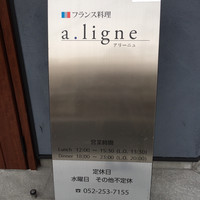 フランス料理
a.ligne
アリーニュ
営業時間
定休日
水曜日 その他不定休
☎052-253-7155